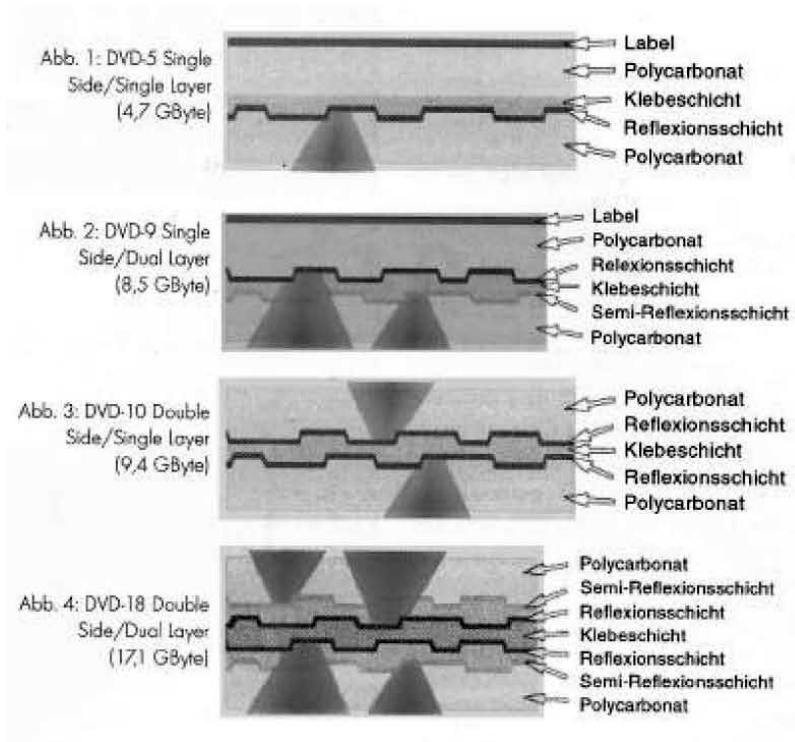 Abb. 1: DVD-5 Single
Side/Single Layer
(4,7 GByte)
Label
Polycarbonat
Klebeschicht
Reflexionsschicht
Polycarbonat
Abb. 2: DVD-9 Single
Side/Dual Layer
(8,5 GByte)
Label
Polycarbonat
Relexionsschicht
Klebeschicht
Semi-Reflexionsschicht
Polycarbonat
Abb. 3: DVD-10 Double
Side/Single Layer
(9,4 GByte)
Polycarbonat
Reflexionsschicht
Klebeschicht
Reflexionsschicht
Polycarbonat
Abb. 4: DVD-18 Double
Side/Dual Layer
(17,1 GByte)
Polycarbonat
Semi-Reflexionsschicht
Reflexionsschicht
Klebeschicht
Reflexionsschicht
Semi-Reflexionsschicht
Polycarbonat